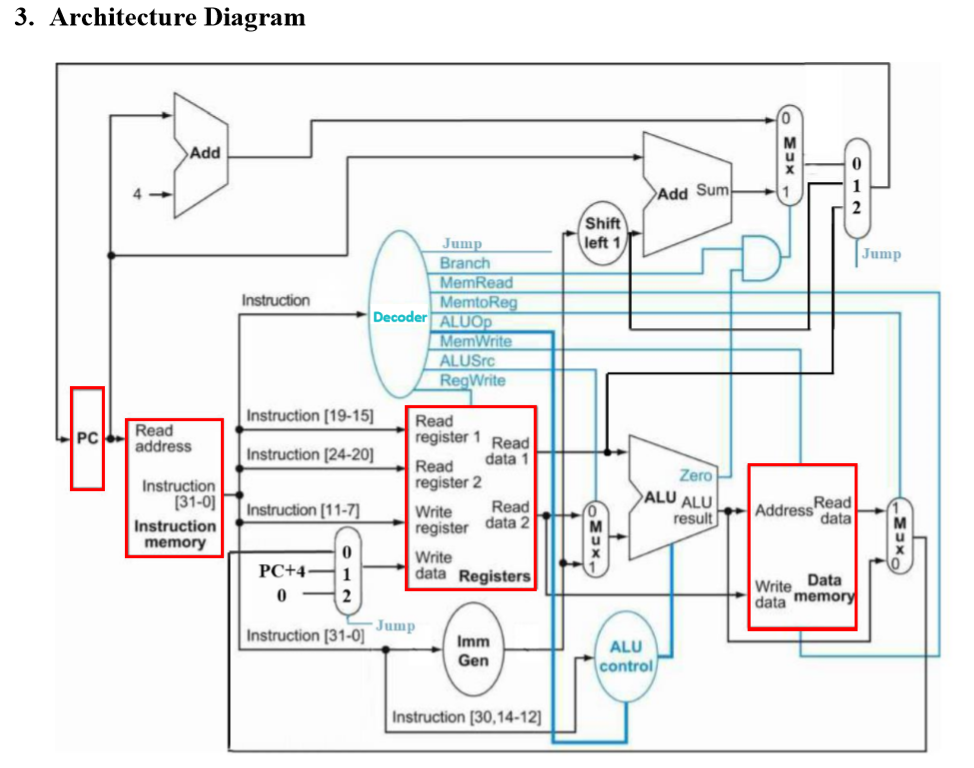 3. Architecture Diagram
0
M
u
x
1
Add
4
Add Sum
0
1
2
Shift
left 1
Jump
Jump
Branch
MemRead
MemtoReg
ALUOp
MemWrite
ALUSrc
RegWrite
Instruction
Decoder
PC
Read
address
Instruction
[31-0]
Instruction
memory
Instruction [19-15]
Instruction [24-20]
Instruction [11-7]
Read
register 1
Read
data 1
Read
register 2
Write
register
Read
data 2
Write
data Registers
0
M
u
x
1
Zero
ALU ALU
result
Address Read
data
Write
data
Data
memory
1
M
u
x
0
0
PC+4 1
0 2
Jump
Instruction [31-0]
Imm
Gen
ALU
control
Instruction [30,14-12]